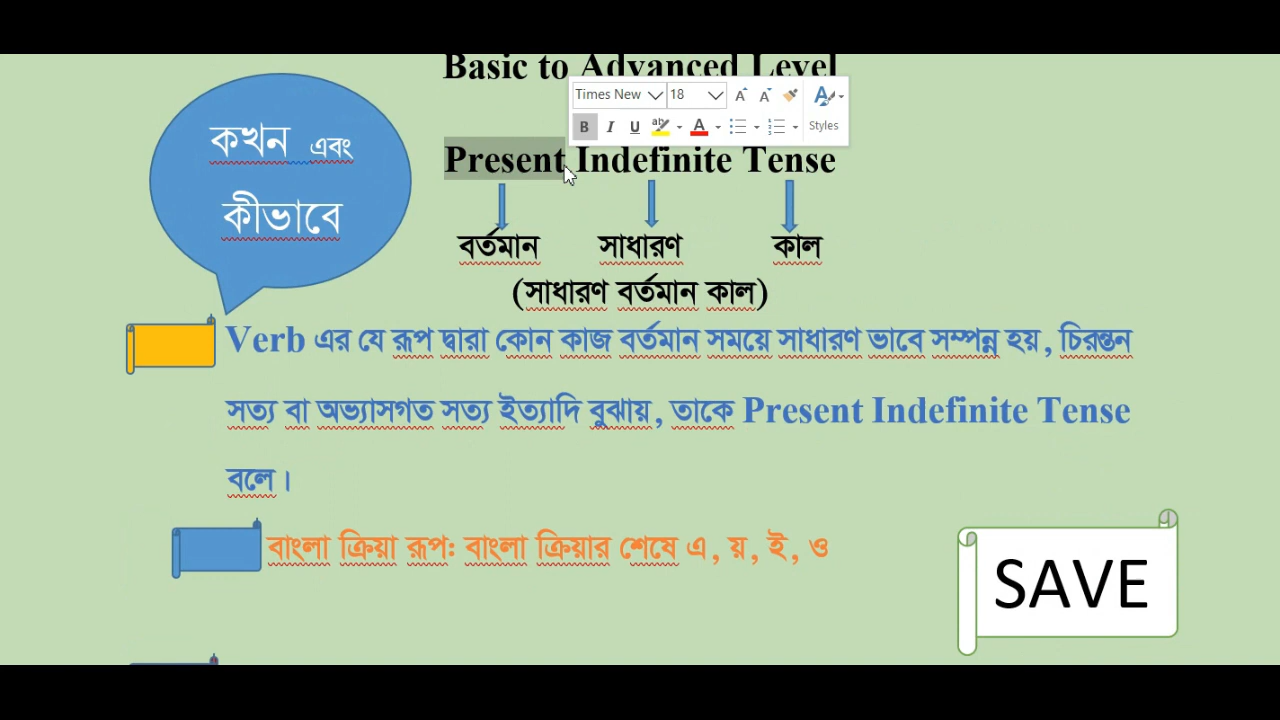 Basic to Advanced Level
Times New
18
B I U
Styles
কখন এবং
কীভাবে
Present Indefinite Tense
বর্তমান সাধারণ কাল
(সাধারণ বর্তমান কাল)
Verb এর যে রূপ দ্বারা কোন কাজ বর্তমান সময়ে সাধারণ ভাবে সম্পন্ন হয়, চিরন্তন
সত্য বা অভ্যাসগত সত্য ইত্যাদি বুঝায়, তাকে Present Indefinite Tense
বলে।
বাংলা ক্রিয়া রূপঃ বাংলা ক্রিয়ার শেষে এ, য়, ই, ও
SAVE